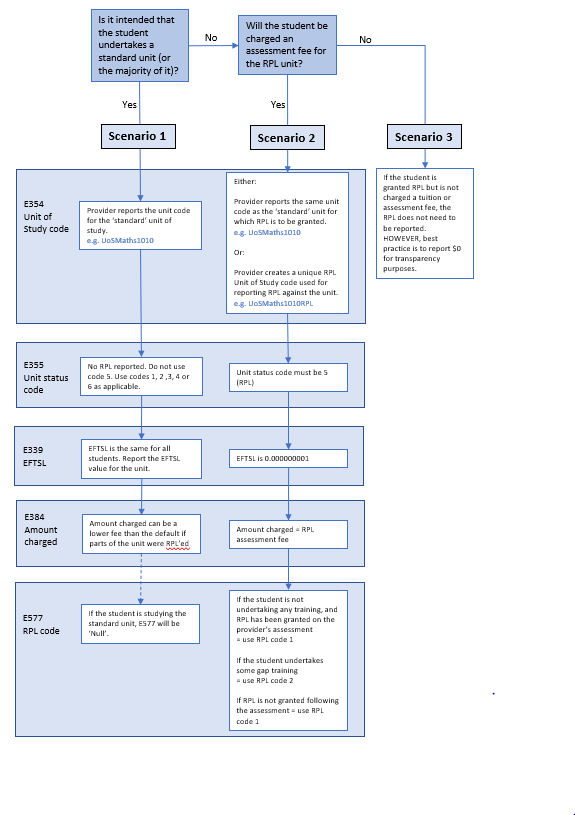 Is it intended that
the student
undertakes a
standard unit (or
the majority of it)?
No
Will the student be
charged an
assessment fee for
the RPL unit?
No
Yes
Yes
Scenario 1
Scenario 2
Scenario 3
E354
Unit of
Study code
Provider reports the unit code
for the 'standard' unit of
study.
e.g. UoSMaths1010
Either:
Provider reports the same unit
code as the 'standard' unit for
which RPL is to be granted.
e.g. UoSMaths1010
Or:
Provider creates a unique RPL
Unit of Study code used for
reporting RPL against the unit.
e.g. UoSMaths1010RPL
If the student is
granted RPL but is not
charged a tuition or
assessment fee, the
RPL does not need to
be reported.
HOWEVER, best
practice is to report $0
for transparency
purposes.
E355
Unit status
code
No RPL reported. Do not use
code 5. Use codes 1, 2 ,3, 4 or
6 as applicable.
Unit status code must be 5
(RPL)
E339
EFTSL
EFTSL is the same for all
students. Report the EFTSL
value for the unit.
EFTSL is 0.000000001
E384
Amount
charged
Amount charged can be a
lower fee than the default if
parts of the unit were RPL'ed
Amount charged = RPL
assessment fee
E577
RPL code
If the student is studying the
standard unit, E577 will be
'Null'.
If the student is not
undertaking any training, and
RPL has been granted on the
provider's assessment
= use RPL code 1
If the student undertakes
some gap training
= use RPL code 2
If RPL is not granted following
the assessment = use RPL
code 1